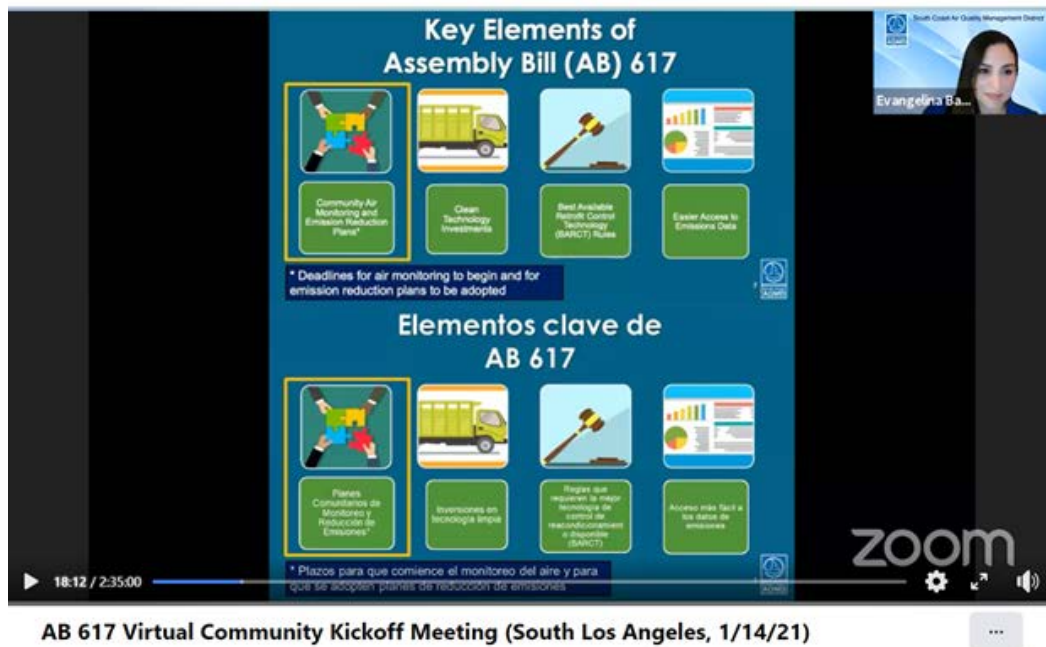 Key Elements of
Assembly Bill (AB) 617
Community Air
Monitoring and
Emission Reduction
Plans*
Clean
Technology
Investments
Best Available
Retrofit Control
Technology
(BARCT) Rules
Easier Access to
Emissions Data
* Deadlines for air monitoring to begin and for
emission reduction plans to be adopted
South Coast Air Quality Management District
Evangelina Ba...
Elementos clave de
AB 617
Planes
Comunitarios de
Monitoreo y
Reducción de
Emisiones*
Inversiones en
tecnología limpia
Reglas que
requieren la mejor
tecnología de
control de
reacondicionamient
o disponible
(BARCT)
Acceso más fácil a
los datos de
emisiones
* Plazos para que comience el monitoreo del aire y para
que se adopten planes de reducción de emisiones
zoom
18:12 / 2:35:00
AB 617 Virtual Community Kickoff Meeting (South Los Angeles, 1/14/21)